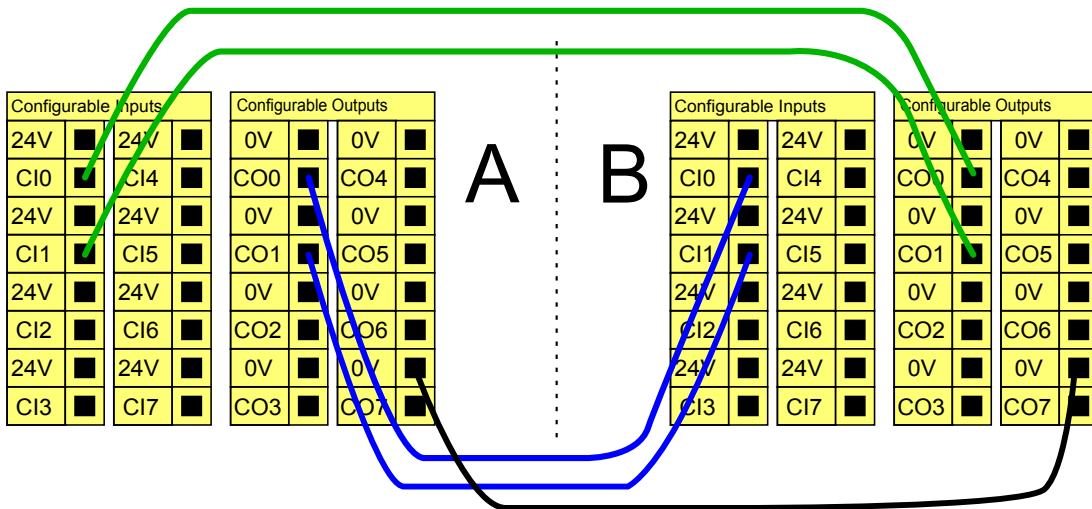 Configurable Inputs
24V 24V
CI0 CI4
24V 24V
CI1 CI5
24V 24V
CI2 CI6
24V 24V
CI3 CI7
Configurable Outputs
0V 0V
CO0 CO4
0V 0V
CO1 CO5
0V 0V
CO2 CO6
0V 0V
CO3 CO7
A
B
Configurable Inputs
24V 24V
CI0 CI4
24V 24V
CI1 CI5
24V 24V
CI2 CI6
24V 24V
CI3 CI7
Configurable Outputs
0V 0V
CO0 CO4
0V 0V
CO1 CO5
0V 0V
CO2 CO6
0V 0V
CO3 CO7